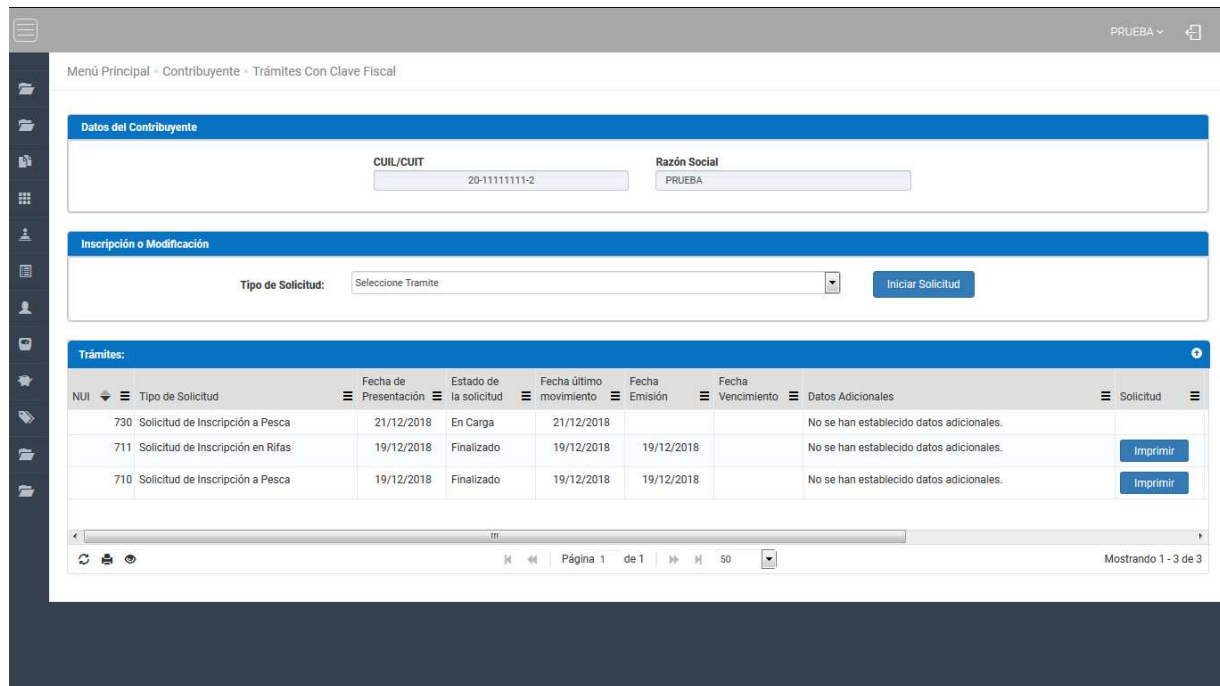 PRUEBA
Menú Principal Contribuyente Trámites Con Clave Fiscal
Datos del Contribuyente
CUIL/CUIT Razón Social
20-11111111-2 PRUEBA
Inscripción o Modificación
Tipo de Solicitud: Seleccione Tramite Iniciar Solicitud
Trámites:
Fecha de Estado de Fecha último Fecha Fecha
NUI Tipo de Solicitud Presentación la solicitud movimiento Emisión Vencimiento Datos Adicionales Solicitud
730 Solicitud de Inscripción a Pesca 21/12/2018 En Carga 21/12/2018 No se han establecido datos adicionales.
711 Solicitud de Inscripción en Rifas 19/12/2018 Finalizado 19/12/2018 19/12/2018 No se han establecido datos adicionales. Imprimir
710 Solicitud de Inscripción a Pesca 19/12/2018 Finalizado 19/12/2018 19/12/2018 No se han establecido datos adicionales. Imprimir
Página 1 de 1 50 Mostrando 1 - 3 de 3